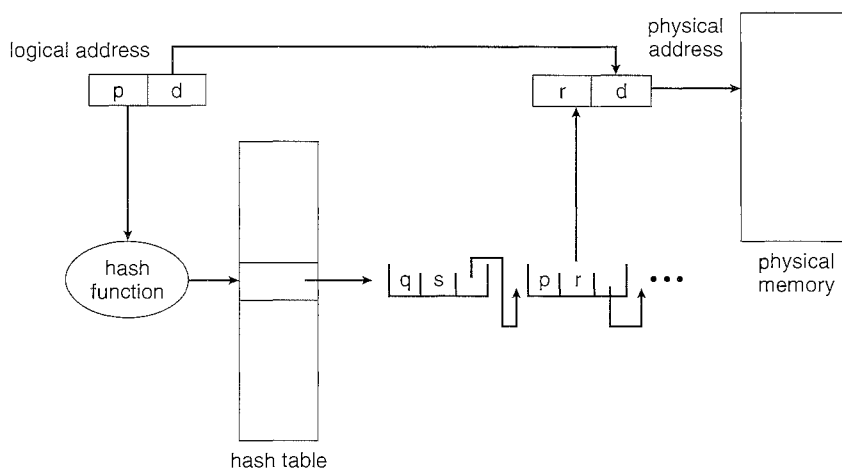 logical address
physical
address
p d
r d
hash
function
q s
p r
•••
physical
memory
hash table